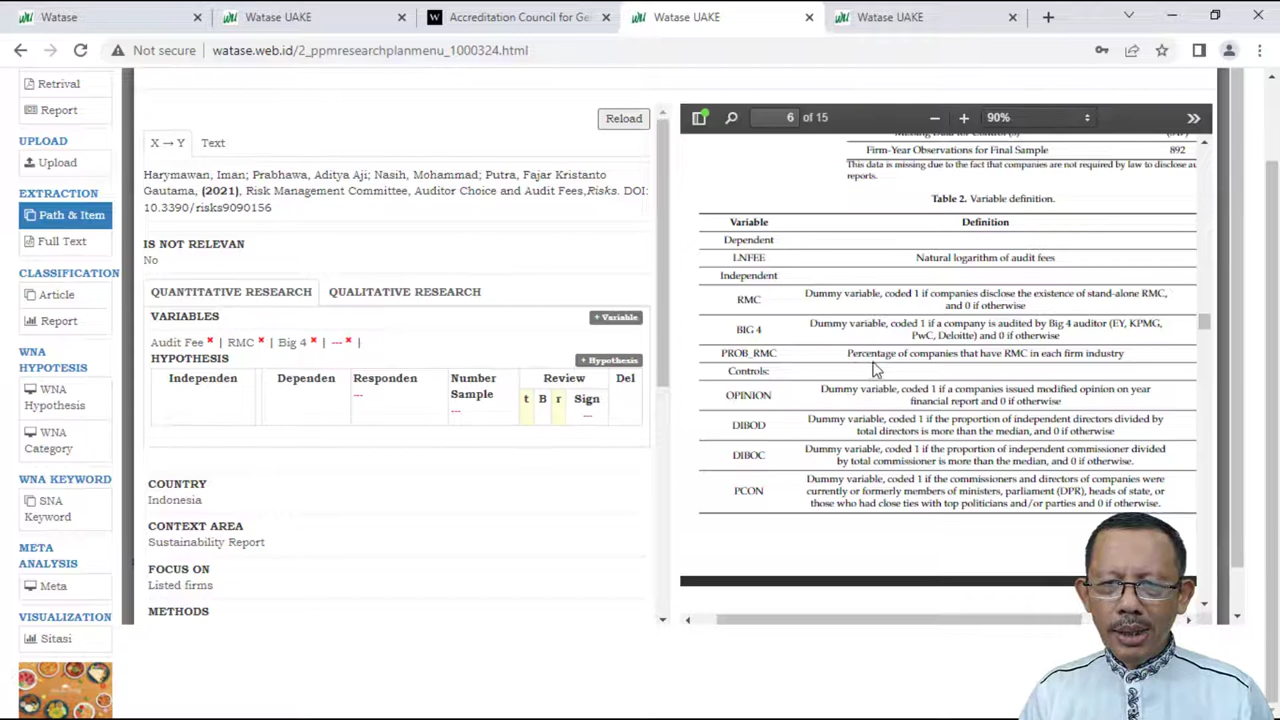 Watase
Watase UAKE
Accreditation Council for Ge
Watase UAKE
Watase UAKE
Not secure
watase.web.id/2_ppmresearchplanmenu_1000324.html
Retrival
Report
UPLOAD
Upload
EXTRACTION
Path & Item
Full Text
CLASSIFICATION
Article
Report
WNA
HYPOTESIS
WNA
Hypothesis
WNA
Category
WNA KEYWORD
SNA
Keyword
META
ANALYSIS
Meta
VISUALIZATION
Sitasi
Reload
X → Y
Text
Harymawan, Iman; Prabhawa, Aditya Aji; Nasih, Mohammad; Putra, Fajar Kristanto
Gautama, (2021), Risk Management Committee, Auditor Choice and Audit Fees,Risks. DOI:
10.3390/risks9090156
IS NOT RELEVAN
No
QUANTITATIVE RESEARCH
QUALITATIVE RESEARCH
VARIABLES
+ Variable
Audit Fee × | RMC × | Big 4 × | --- × |
HYPOTHESIS
+ Hypothesis
Independen
Dependen
Responden
Number
Sample
Review
Del
---
---
t
B
r
Sign
---
COUNTRY
Indonesia
CONTEXT AREA
Sustainability Report
FOCUS ON
Listed firms
METHODS
6 of 15
90%
Missing Data for Control (s)
Firm-Year Observations for Final Sample 892
This data is missing due to the fact that companies are not required by law to disclose au
reports.
Table 2. Variable definition.
Variable Definition
Dependent
LNFEE Natural logarithm of audit fees
Independent
RMC Dummy variable, coded 1 if companies disclose the existence of stand-alone RMC,
and 0 if otherwise
BIG 4 Dummy variable, coded 1 if a company is audited by Big 4 auditor (EY, KPMG,
PwC, Deloitte) and 0 if otherwise
PROB_RMC Percentage of companies that have RMC in each firm industry
Controls:
OPINION Dummy variable, coded 1 if a companies issued modified opinion on year
financial report and 0 if otherwise
DIBOD Dummy variable, coded 1 if the proportion of independent directors divided by
total directors is more than the median, and 0 if otherwise
DIBOC Dummy variable, coded 1 if the proportion of independent commissioner divided
by total commissioner is more than the median, and 0 if otherwise.
PCON Dummy variable, coded 1 if the commissioners and directors of companies were
currently or formerly members of ministers, parliament (DPR), heads of state, or
those who had close ties with top politicians and/or parties and 0 if otherwise.